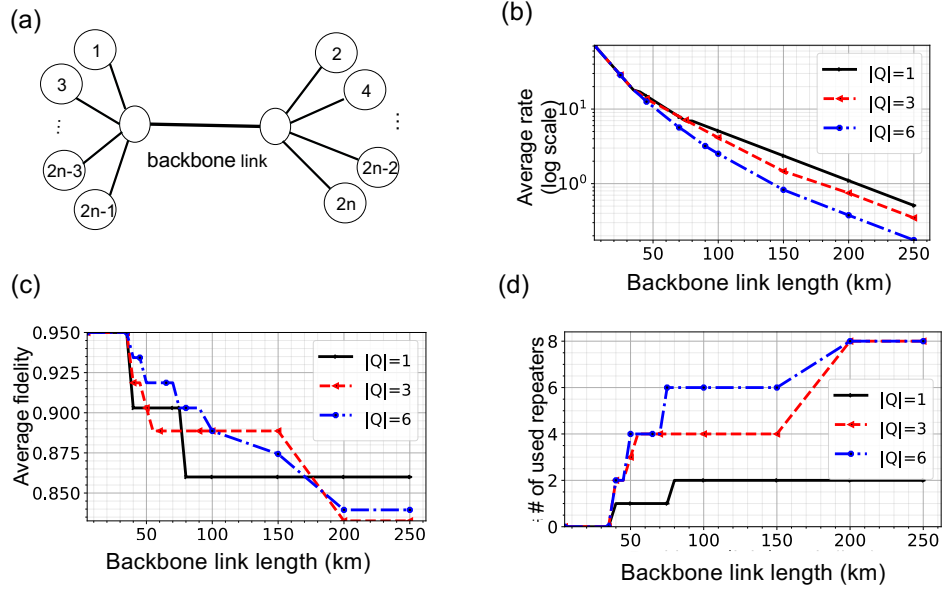 (a)
1
3
⋮
2n-3
2n-1
backbone link
2
4
⋮
2n-2
2n
(b)
Average rate
(log scale)
10¹
10⁰
|Q|=1
|Q|=3
|Q|=6
50 100 150 200 250
Backbone link length (km)
(c)
Average fidelity
0.950
0.925
0.900
0.875
0.850
|Q|=1
|Q|=3
|Q|=6
50 100 150 200 250
Backbone link length (km)
(d)
# of used repeaters
8
6
4
2
0
|Q|=1
|Q|=3
|Q|=6
50 100 150 200 250
Backbone link length (km)